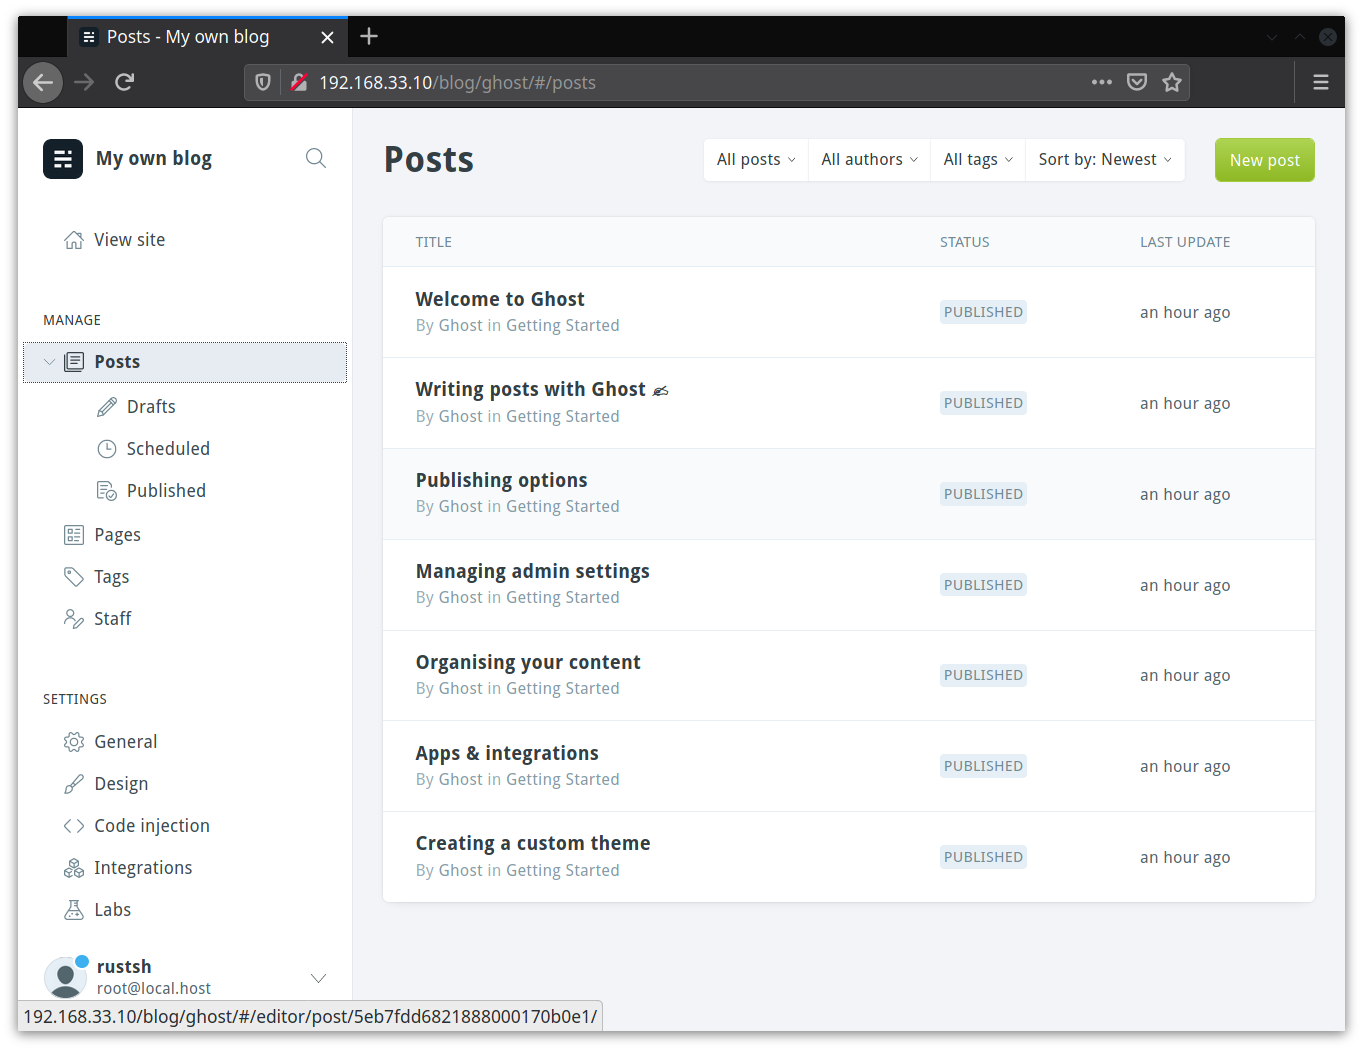 Posts - My own blog
192.168.33.10/blog/ghost/#/posts
My own blog
View site
MANAGE
Posts
Drafts
Scheduled
Published
Pages
Tags
Staff
SETTINGS
General
Design
Code injection
Integrations
Labs
rustsh
root@local.host
Posts
All posts
All authors
All tags
Sort by: Newest
New post
TITLE STATUS LAST UPDATE
Welcome to Ghost
By Ghost in Getting Started
PUBLISHED an hour ago
Writing posts with Ghost ✍
By Ghost in Getting Started
PUBLISHED an hour ago
Publishing options
By Ghost in Getting Started
PUBLISHED an hour ago
Managing admin settings
By Ghost in Getting Started
PUBLISHED an hour ago
Organising your content
By Ghost in Getting Started
PUBLISHED an hour ago
Apps & integrations
By Ghost in Getting Started
PUBLISHED an hour ago
Creating a custom theme
By Ghost in Getting Started
PUBLISHED an hour ago
192.168.33.10/blog/ghost/#/editor/post/5eb7fdd6821888000170b0e1/